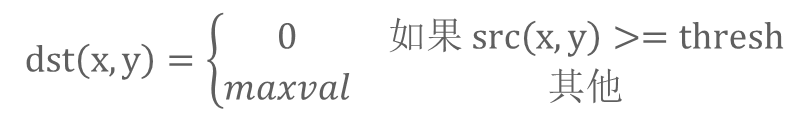 dst(x, y) = { 0 如果 src(x, y) >= thresh
maxval 其他